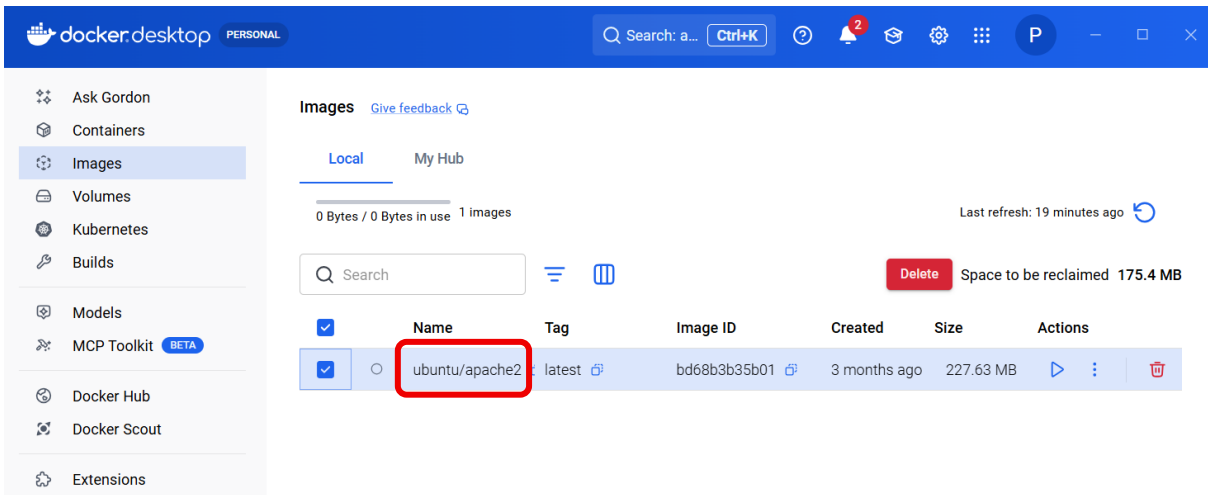 docker.desktop PERSONAL Search: a... Ctrl+K 2 P
Ask Gordon
Containers
Images
Volumes
Kubernetes
Builds
Models
MCP Toolkit BETA
Docker Hub
Docker Scout
Extensions
Images Give feedback
Local My Hub
0 Bytes / 0 Bytes in use 1 images Last refresh: 19 minutes ago
Search Delete Space to be reclaimed 175.4 MB
Name Tag Image ID Created Size Actions
ubuntu/apache2 latest bd68b3b35b01 3 months ago 227.63 MB